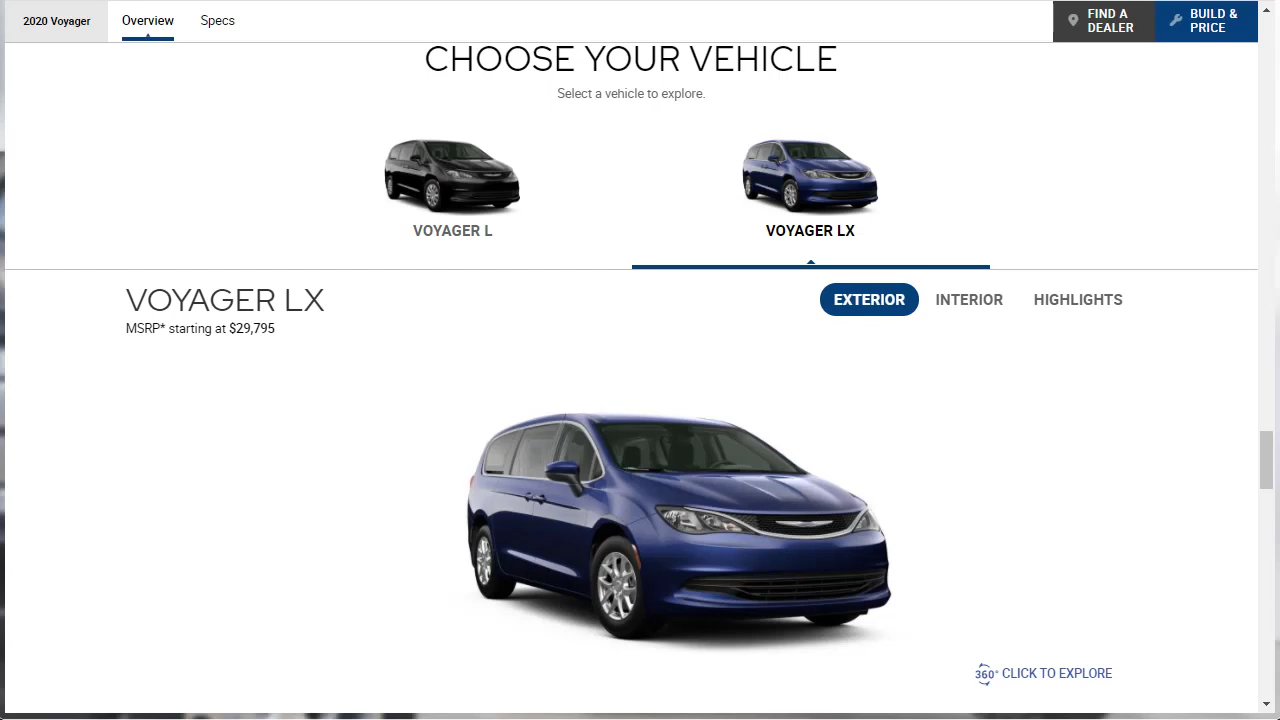 2020 Voyager
Overview
Specs
FIND A
DEALER
BUILD &
PRICE
CHOOSE YOUR VEHICLE
Select a vehicle to explore.
VOYAGER L
VOYAGER LX
VOYAGER LX
MSRP* starting at $29,795
EXTERIOR
INTERIOR
HIGHLIGHTS
360°
CLICK TO EXPLORE